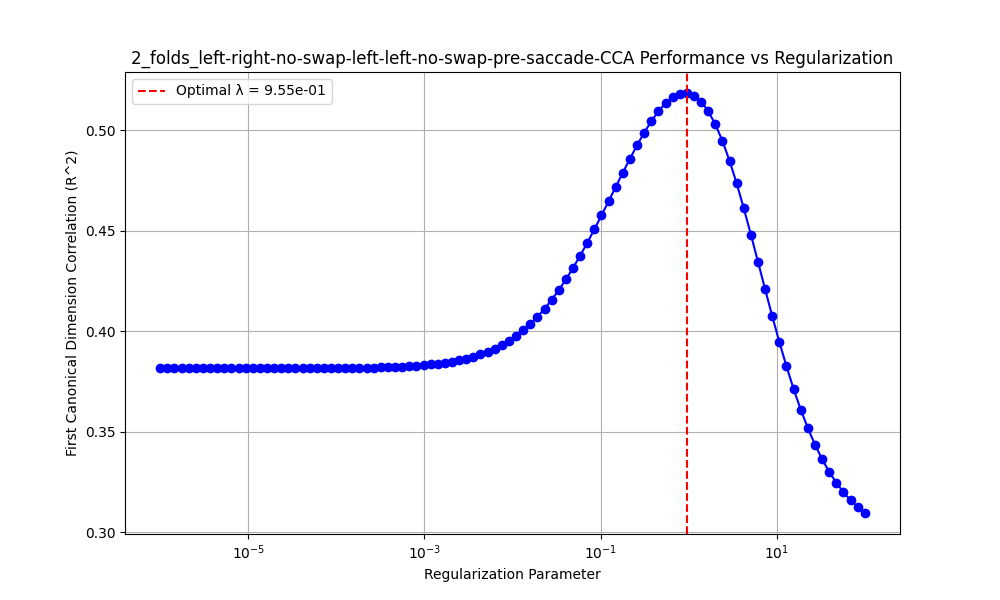 2_folds_left-right-no-swap-left-left-no-swap-pre-saccade-CCA Performance vs Regularization
Optimal λ = 9.55e-01
First Canonical Dimension Correlation (R^2)
0.50
0.45
0.40
0.35
0.30
10⁻⁵
10⁻³
10⁻¹
10¹
Regularization Parameter